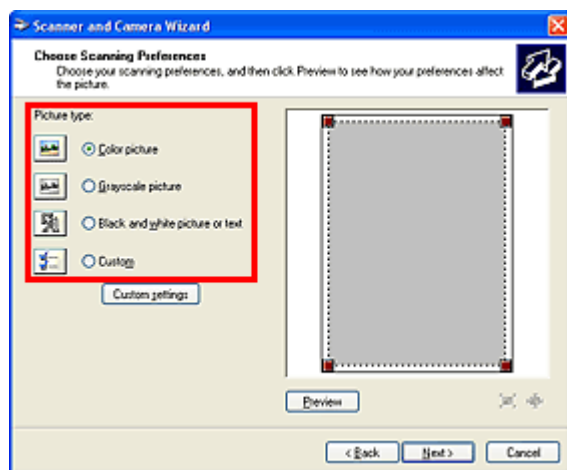 Scanner and Camera Wizard
Choose Scanning Preferences
Choose your scanning preferences, and then click Preview to see how your preferences affect
the picture.
Picture type:
Color picture
Grayscale picture
Black and white picture or text
Custom
Custom settings
Preview
< Back
Next >
Cancel